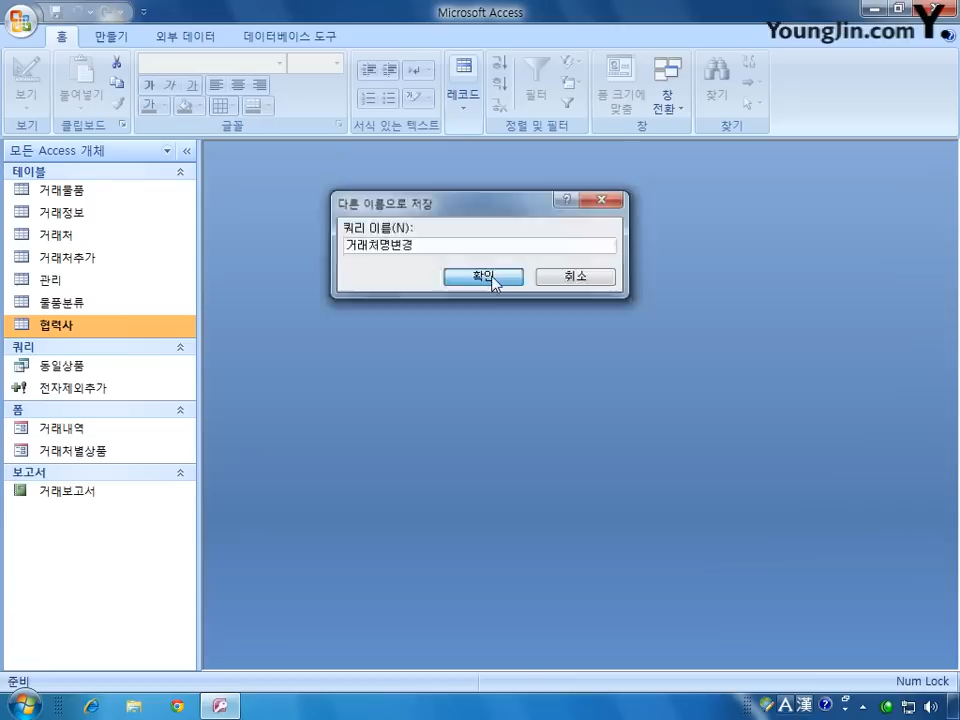 Microsoft Access
YoungJin.com Y.
홈 만들기 외부 데이터 데이터베이스 도구
보기 붙여넣기 가 가 가 레코드 필터 폼 크기에 맞춤 창 전환 찾기
보기 클립보드 글꼴 서식 있는 텍스트 정렬 및 필터 창 찾기
모든 Access 개체
테이블
거래물품
거래정보
거래처
거래처추가
관리
물품분류
협력사
쿼리
동일상품
전자제외추가
폼
거래내역
거래처별상품
보고서
거래보고서
다른 이름으로 저장
쿼리 이름(N):
거래처명변경
확인 취소
준비 Num Lock
A 漢